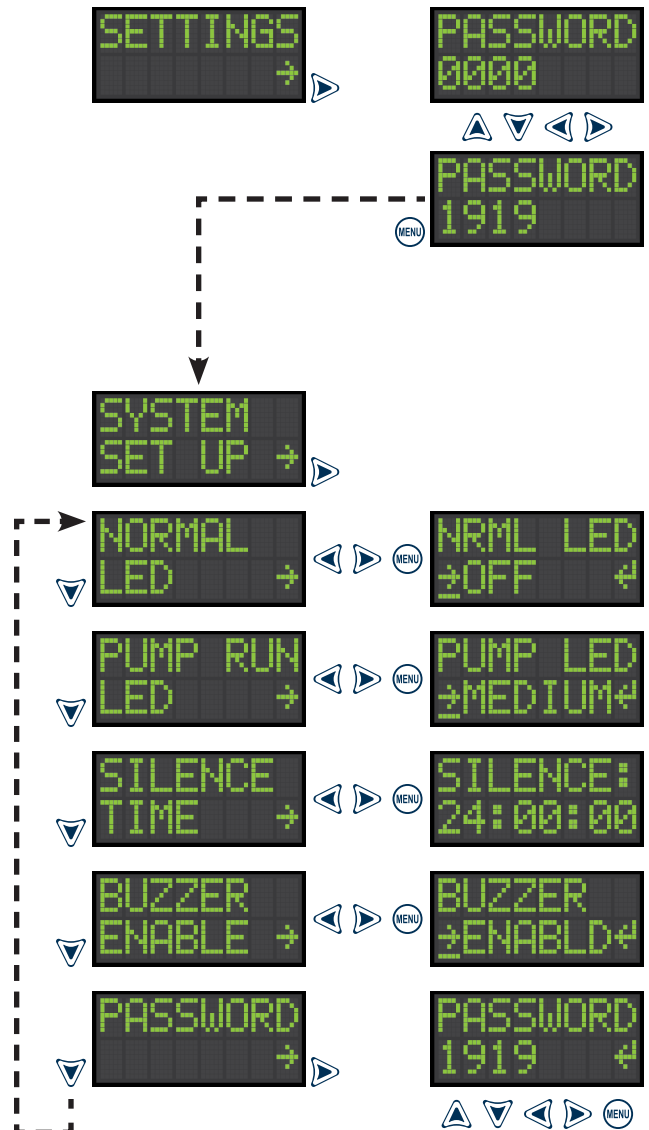 SETTINGS
→
PASSWORD
0000
PASSWORD
1919
MENU
SYSTEM
SET UP →
NORMAL
LED →
MENU
NRML LED
→OFF ↵
PUMP RUN
LED →
MENU
PUMP LED
→MEDIUM↵
SILENCE
TIME →
MENU
SILENCE:
24:00:00
BUZZER
ENABLE →
MENU
BUZZER
→ENABLD↵
PASSWORD
→
PASSWORD
1919 ↵
MENU